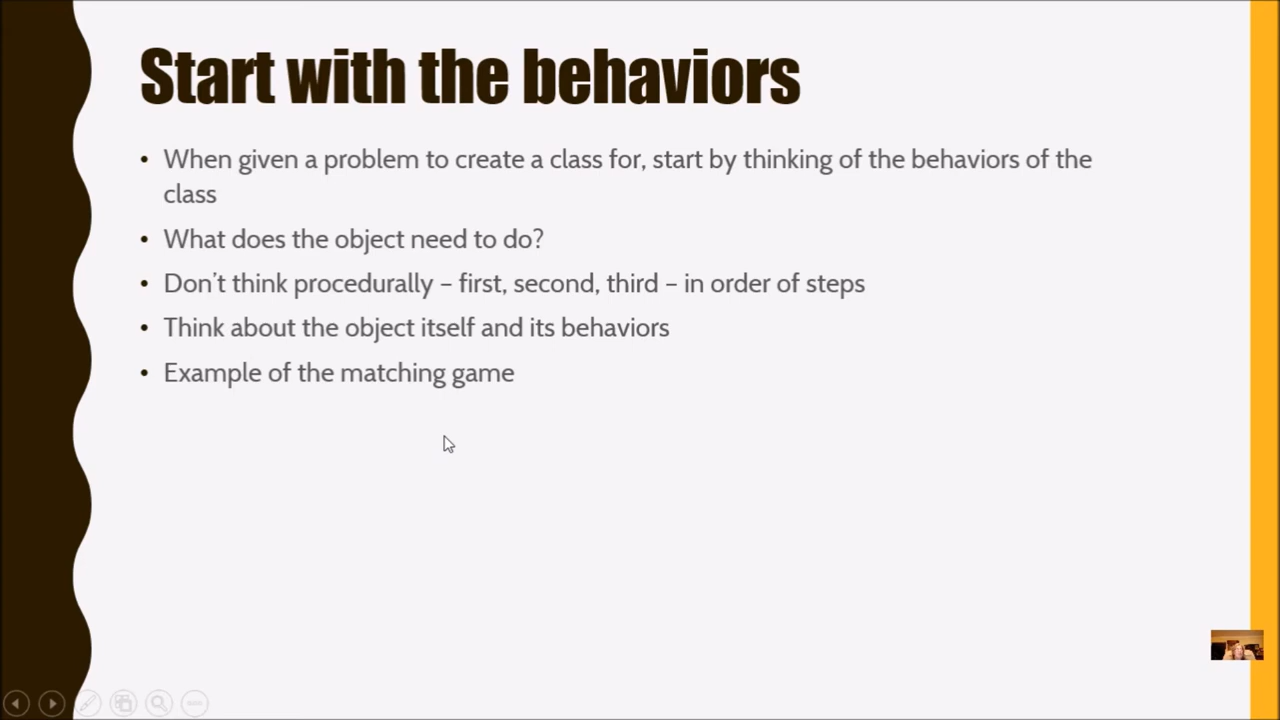 Start with the behaviors
• When given a problem to create a class for, start by thinking of the behaviors of the
class
• What does the object need to do?
• Don’t think procedurally – first, second, third – in order of steps
• Think about the object itself and its behaviors
• Example of the matching game